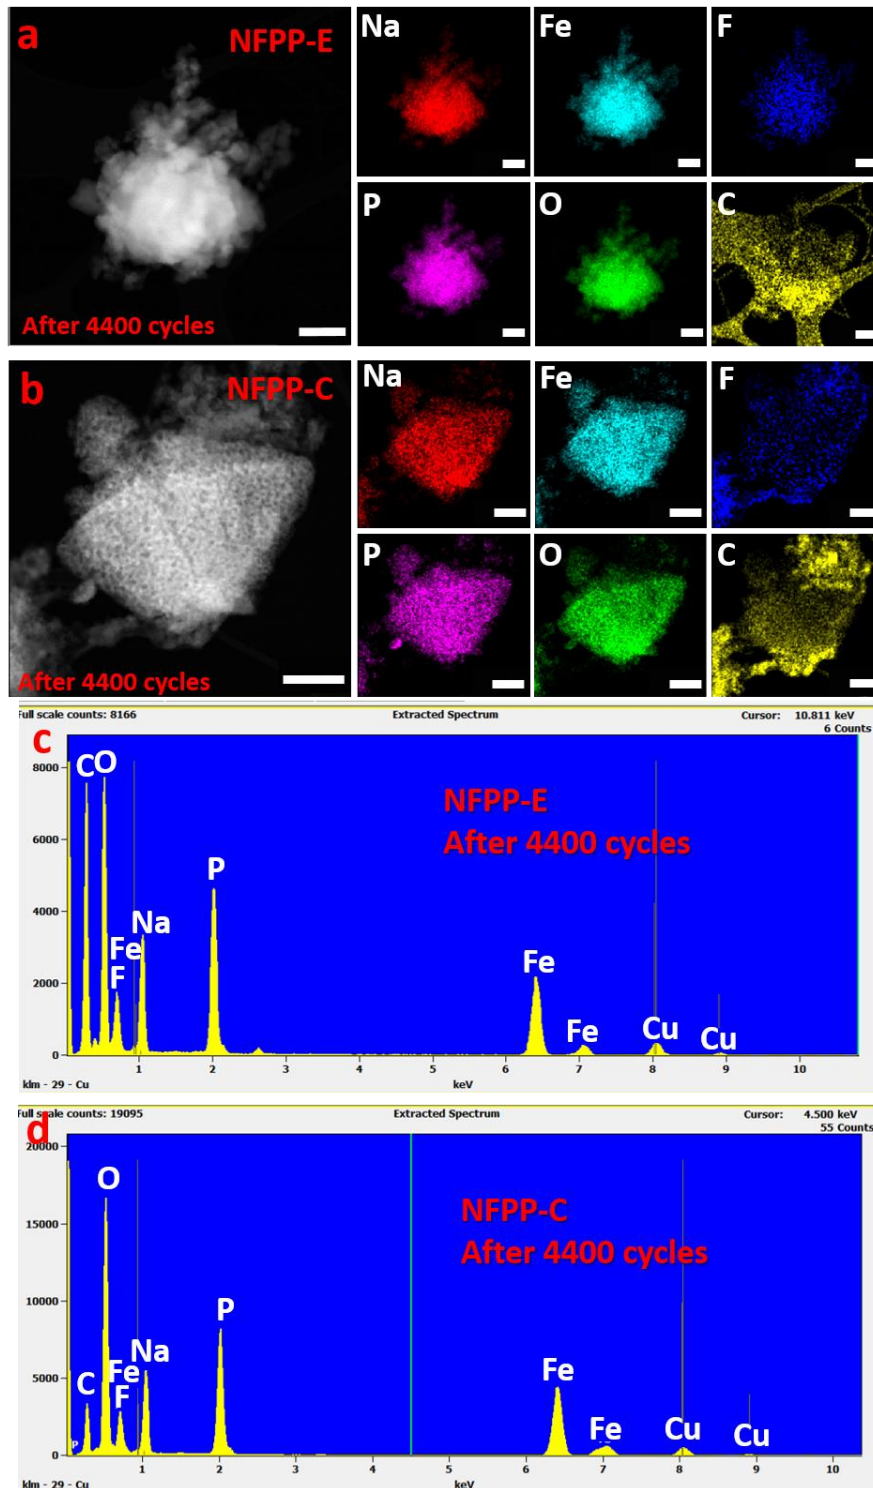 a
NFPP-E
After 4400 cycles
Na
Fe
F
P
O
C
b
NFPP-C
After 4400 cycles
Na
Fe
F
P
O
C
Full scale counts: 8166
Extracted Spectrum
Cursor: 10.811 keV
6 Counts
c
NFPP-E
After 4400 cycles
C O
Fe
F
Na
P
Fe
Fe
Cu
Cu
8000
6000
4000
2000
0
1 2 3 4 5 6 7 8 9 10
klm - 29 - Cu
keV
Full scale counts: 19095
Extracted Spectrum
Cursor: 4.500 keV
55 Counts
d
NFPP-C
After 4400 cycles
C
O
Fe
F
Na
P
Fe
Fe
Cu
Cu
P
20000
15000
10000
5000
0
1 2 3 4 5 6 7 8 9 10
klm - 29 - Cu
keV